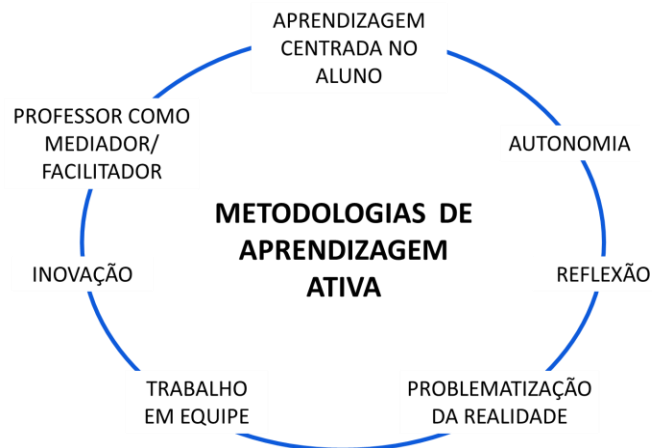 APRENDIZAGEM
CENTRADA NO
ALUNO
PROFESSOR COMO
MEDIADOR/
FACILITADOR
AUTONOMIA
METODOLOGIAS DE
APRENDIZAGEM
ATIVA
INOVAÇÃO
REFLEXÃO
TRABALHO
EM EQUIPE
PROBLEMATIZAÇÃO
DA REALIDADE